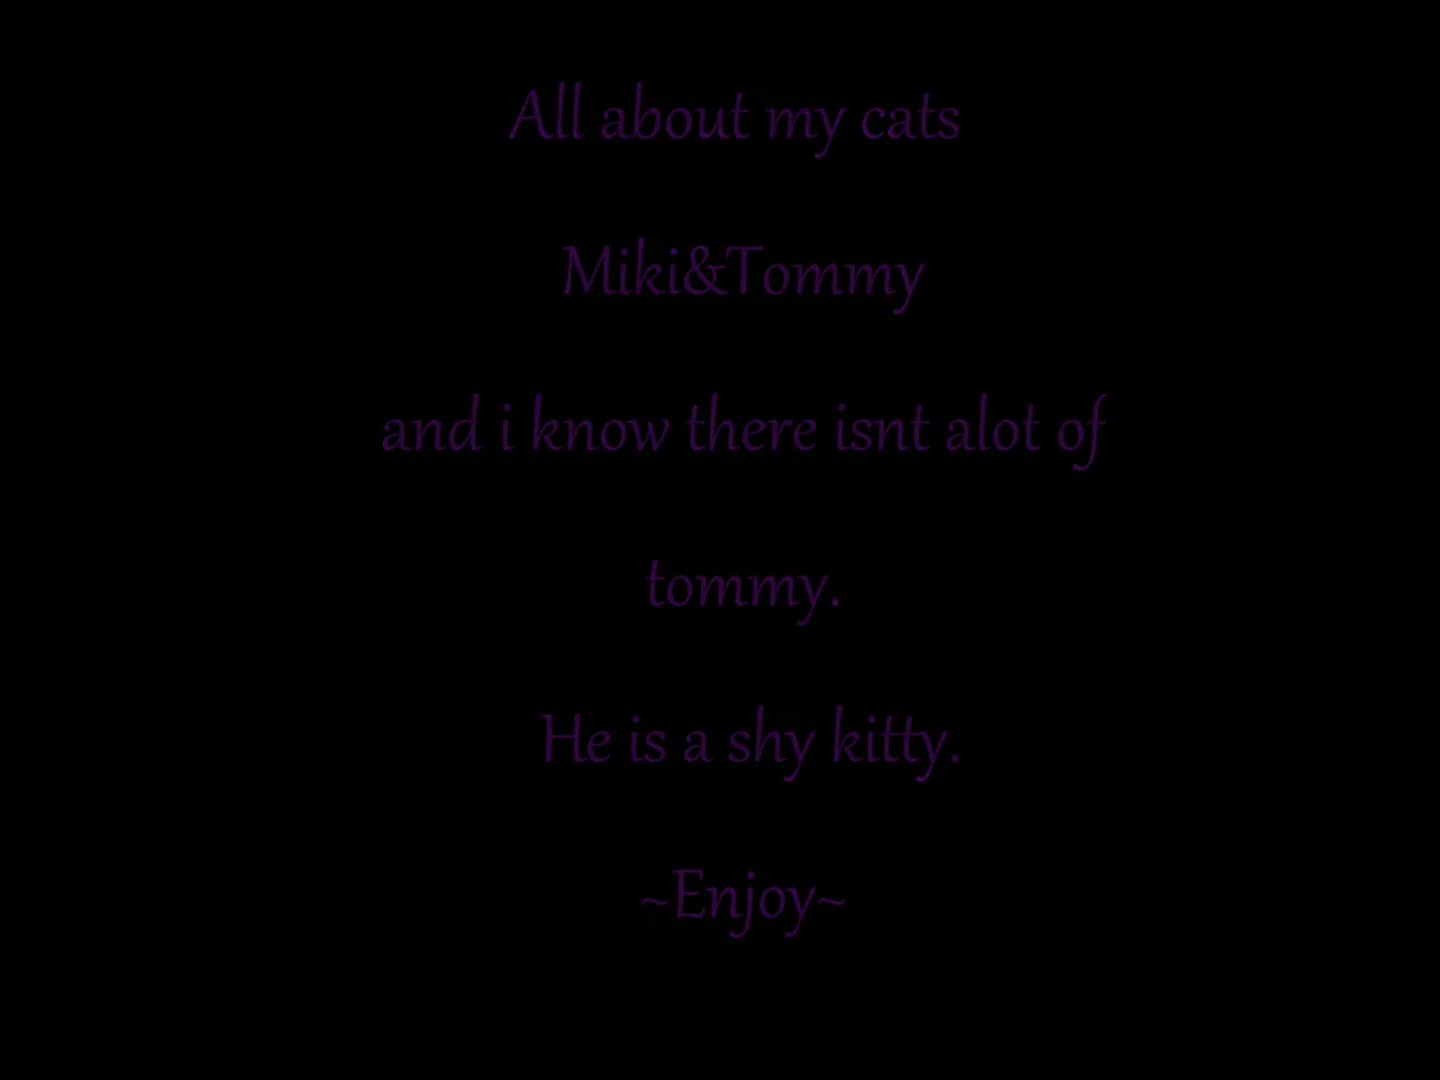 All about my cats
Miki&Tommy
and i know there isnt alot of
tommy.
He is a shy kitty.
~Enjoy~